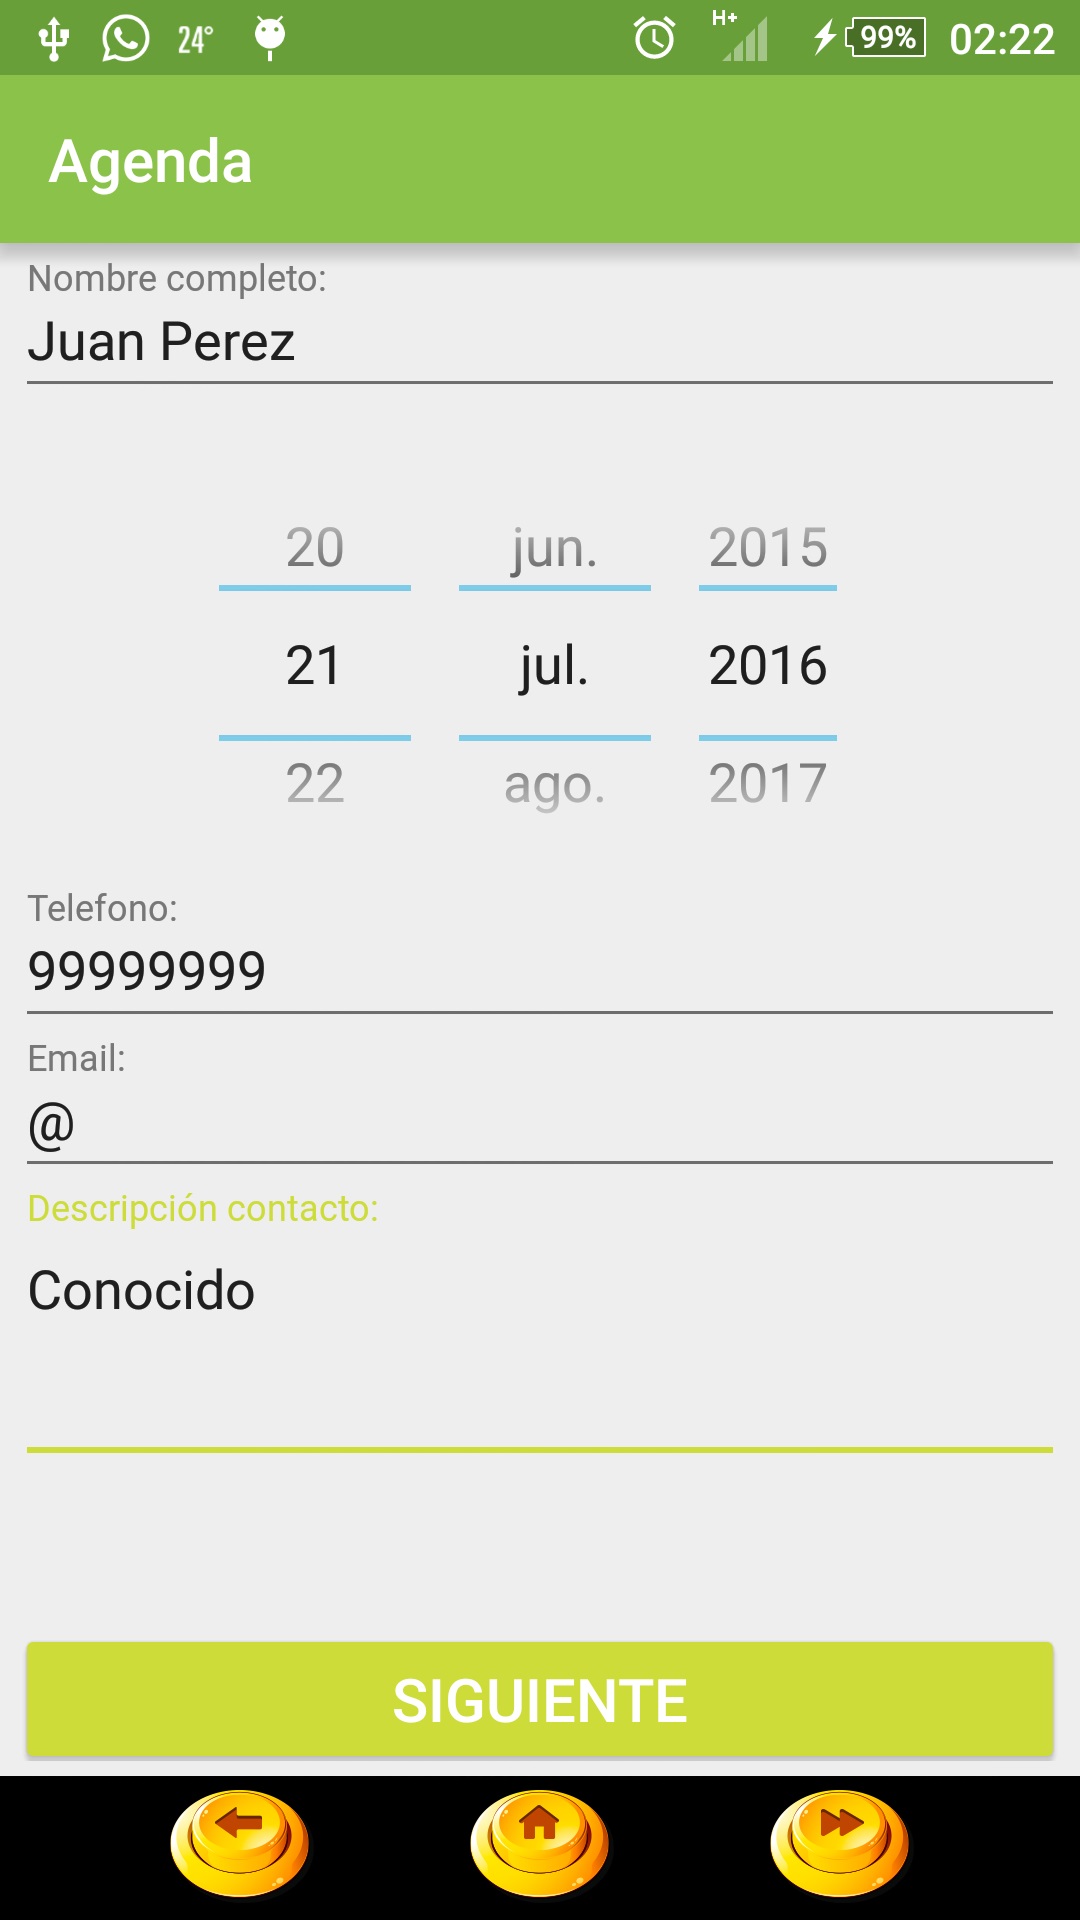 24° H+ 99% 02:22
Agenda
Nombre completo:
Juan Perez
20 jun. 2015
21 jul. 2016
22 ago. 2017
Telefono:
99999999
Email:
@
Descripción contacto:
Conocido
SIGUIENTE